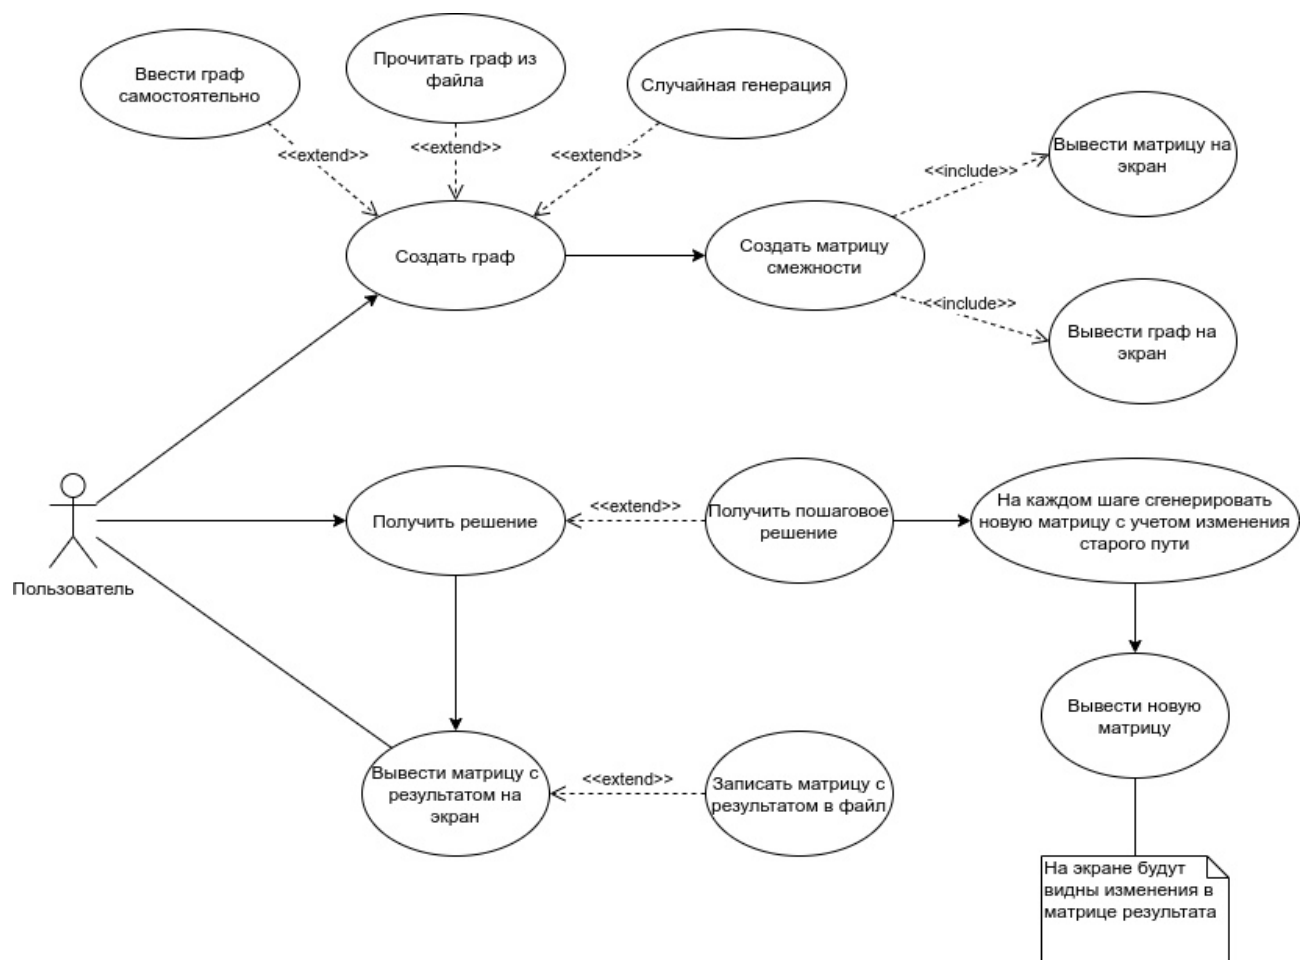 Ввести граф
самостоятельно
Прочитать граф из
файла
Случайная генерация
<<extend>>
<<extend>>
<<extend>>
Вывести матрицу на
экран
<<include>>
Создать граф
Создать матрицу
смежности
<<include>>
Вывести граф на
экран
Пользователь
Получить решение
<<extend>>
Получить пошаговое
решение
На каждом шаге сгенерировать
новую матрицу с учетом изменения
старого пути
Вывести новую
матрицу
Вывести матрицу с
результатом на
экран
<<extend>>
Записать матрицу с
результатом в файл
На экране будут
видны изменения в
матрице результата